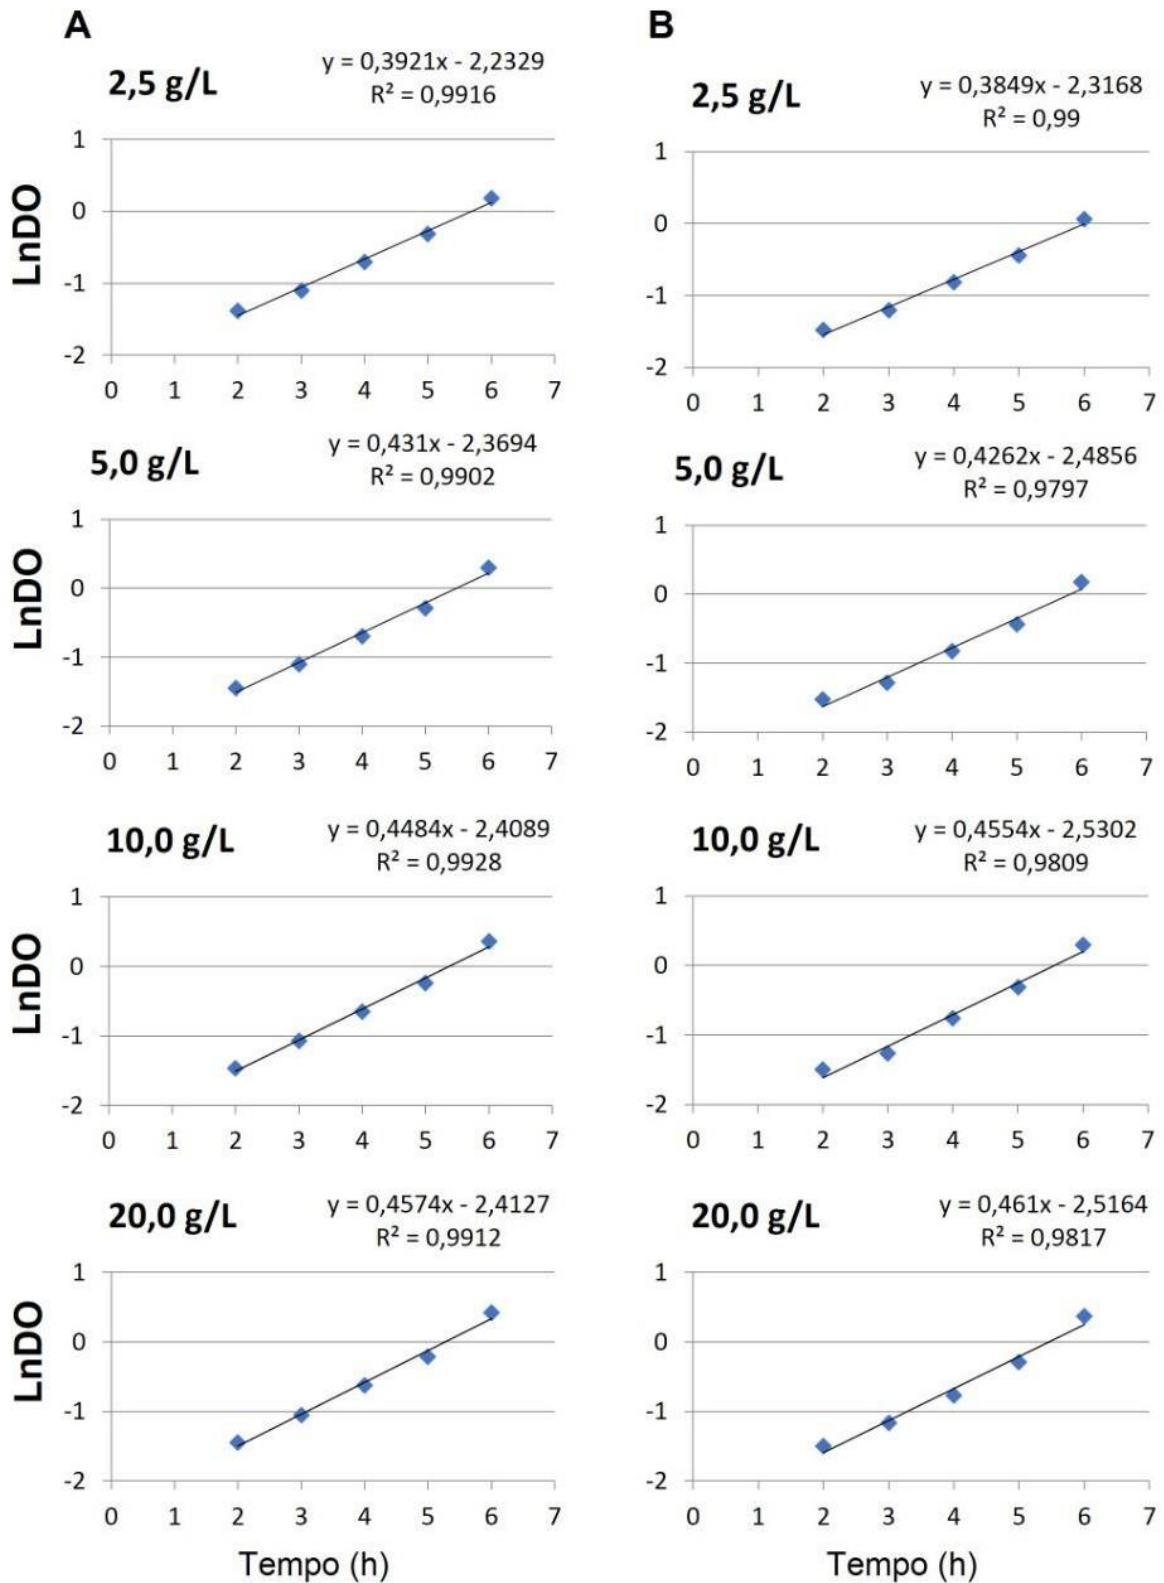 A
B
2,5 g/L
y = 0,3921x - 2,2329
R² = 0,9916
2,5 g/L
y = 0,3849x - 2,3168
R² = 0,99
LnDO
1
0
-1
-2
0 1 2 3 4 5 6 7
1
0
-1
-2
0 1 2 3 4 5 6 7
5,0 g/L
y = 0,431x - 2,3694
R² = 0,9902
5,0 g/L
y = 0,4262x - 2,4856
R² = 0,9797
LnDO
1
0
-1
-2
0 1 2 3 4 5 6 7
1
0
-1
-2
0 1 2 3 4 5 6 7
10,0 g/L
y = 0,4484x - 2,4089
R² = 0,9928
10,0 g/L
y = 0,4554x - 2,5302
R² = 0,9809
LnDO
1
0
-1
-2
0 1 2 3 4 5 6 7
1
0
-1
-2
0 1 2 3 4 5 6 7
20,0 g/L
y = 0,4574x - 2,4127
R² = 0,9912
20,0 g/L
y = 0,461x - 2,5164
R² = 0,9817
LnDO
1
0
-1
-2
0 1 2 3 4 5 6 7
Tempo (h)
1
0
-1
-2
0 1 2 3 4 5 6 7
Tempo (h)